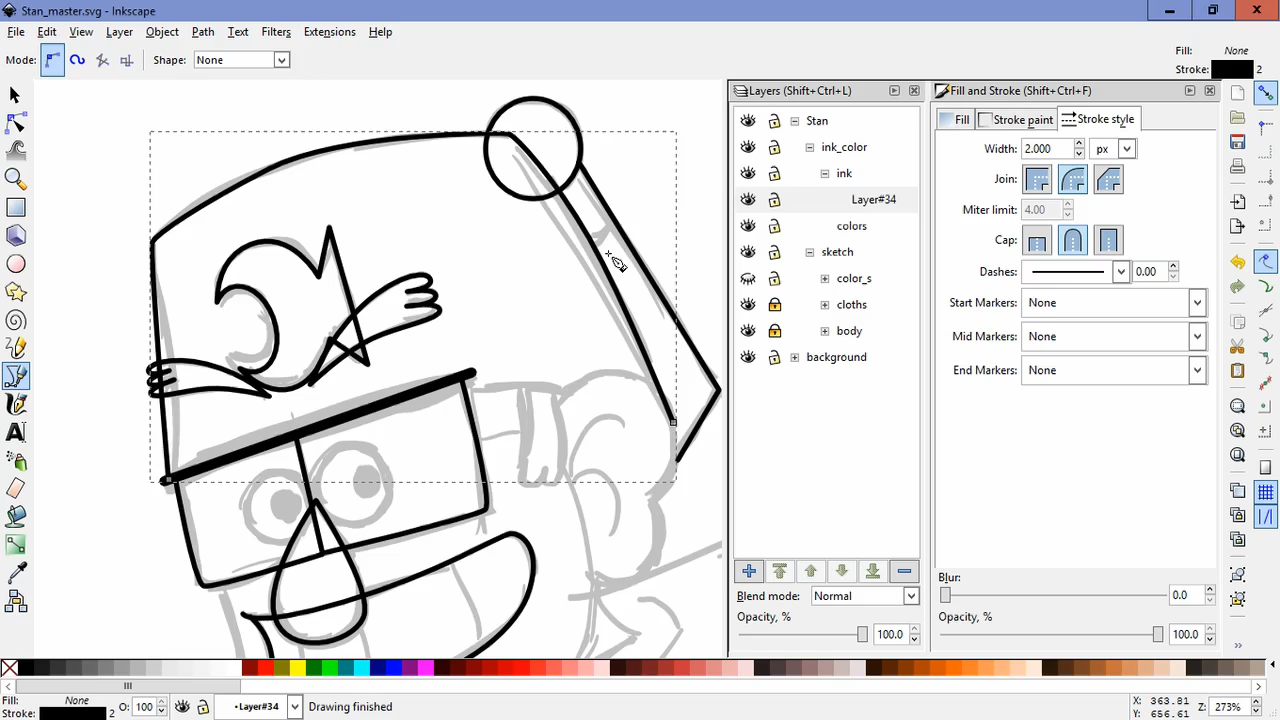 Stan_master.svg - Inkscape
File Edit View Layer Object Path Text Filters Extensions Help
Mode: Shape: None
Fill: None
Stroke: 2
Layers (Shift+Ctrl+L)
Fill and Stroke (Shift+Ctrl+F)
Stan
ink_color
ink
Layer#34
colors
sketch
color_s
cloths
body
background
Fill Stroke paint Stroke style
Width: 2.000 px
Join:
Miter limit: 4.00
Cap:
Dashes: 0.00
Start Markers: None
Mid Markers: None
End Markers: None
Blend mode: Normal
Opacity, %
100.0
Blur:
0.0
Opacity, %
100.0
Fill: None
Stroke: 2
O: 100
•Layer#34
Drawing finished
X: 363.81
Y: 656.61
Z: 273%